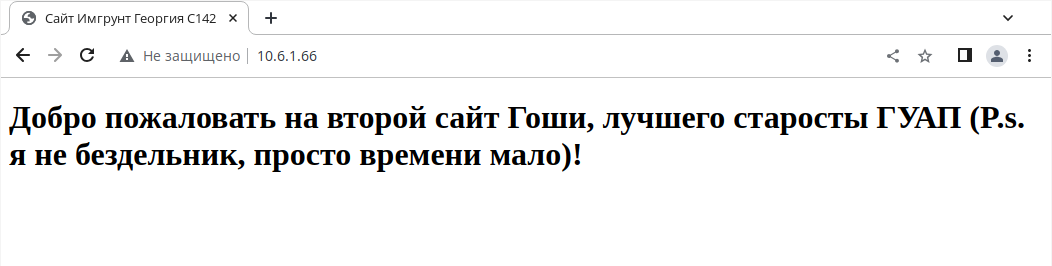 Сайт Имгрунт Георгия С142
Не защищено 10.6.1.66
Добро пожаловать на второй сайт Гоши, лучшего старосты ГУАП (P.s.
я не бездельник, просто времени мало)!